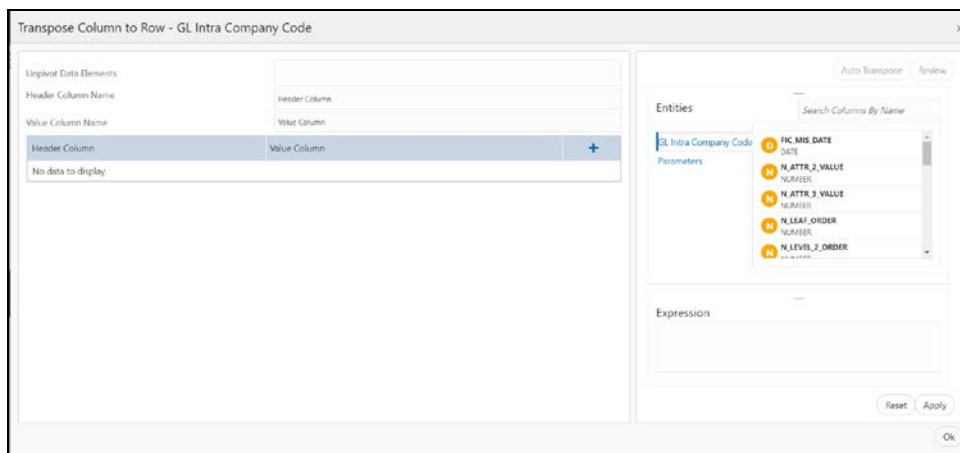 Transpose Column to Row - GL Intra Company Code
Unpivot Data Elements
Header Column Name
Header Column
Value Column Name
Value Column
Header Column Value Column +
No data to display
Auto Transpose Review
Entities
Search Columns By Name
GL Intra Company Code
Parameters
D FIC_MIS_DATE
DATE
N N_ATTR_2_VALUE
NUMBER
N N_ATTR_3_VALUE
NUMBER
N N_LEAF_ORDER
NUMBER
N N_LEVEL_2_ORDER
Expression
Reset Apply
Ok